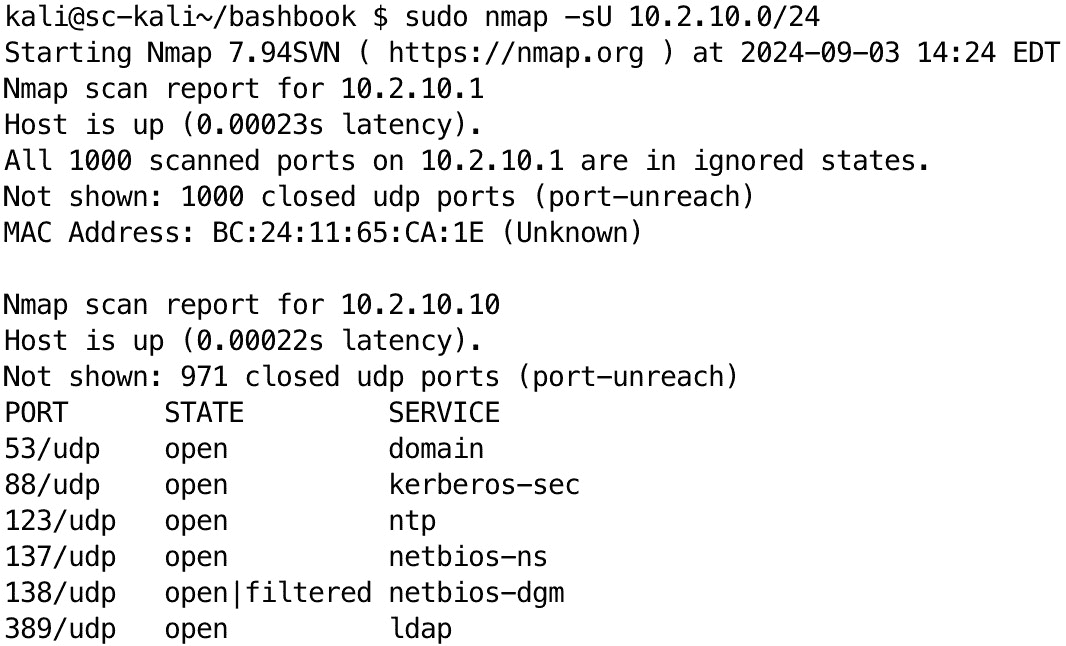 kali@sc-kali~/bashbook $ sudo nmap -sU 10.2.10.0/24
Starting Nmap 7.94SVN ( https://nmap.org ) at 2024-09-03 14:24 EDT
Nmap scan report for 10.2.10.1
Host is up (0.00023s latency).
All 1000 scanned ports on 10.2.10.1 are in ignored states.
Not shown: 1000 closed udp ports (port-unreach)
MAC Address: BC:24:11:65:CA:1E (Unknown)

Nmap scan report for 10.2.10.10
Host is up (0.00022s latency).
Not shown: 971 closed udp ports (port-unreach)
PORT      STATE         SERVICE
53/udp    open          domain
88/udp    open          kerberos-sec
123/udp   open          ntp
137/udp   open          netbios-ns
138/udp   open|filtered netbios-dgm
389/udp   open          ldap